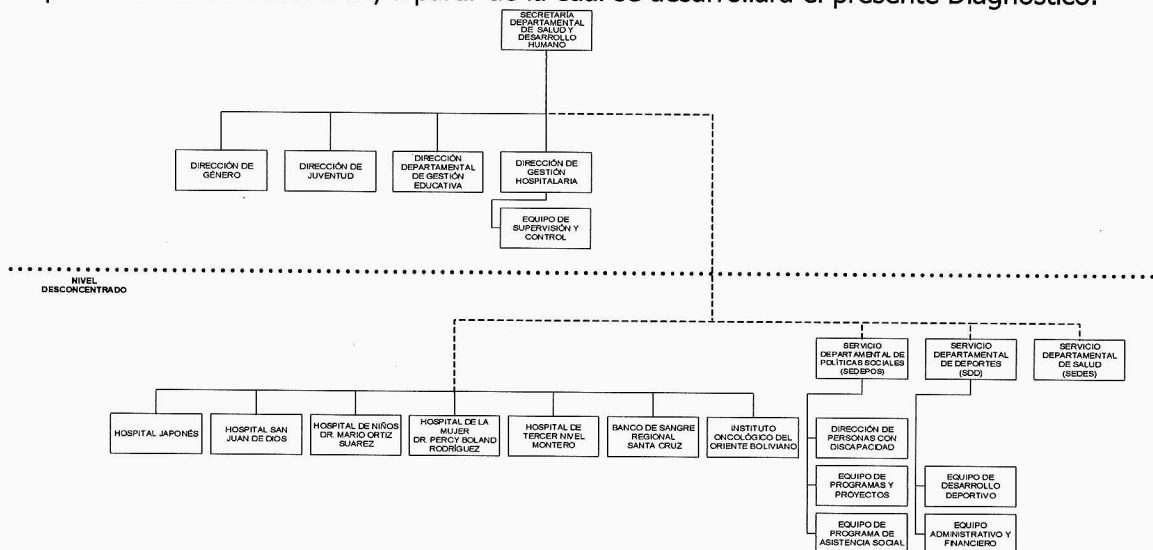 a partir de la cual se desarrollará el presente Diagnóstico.
SECRETARÍA
DEPARTAMENTAL
DE SALUD Y
DESARROLLO
HUMANO
DIRECCIÓN DE
GÉNERO
DIRECCIÓN DE
JUVENTUD
DIRECCIÓN
DEPARTAMENTAL
DE GESTIÓN
EDUCATIVA
DIRECCIÓN DE
GESTIÓN
HOSPITALARIA
EQUIPO DE
SUPERVISIÓN Y
CONTROL
NIVEL
DESCONCENTRADO
SERVICIO
DEPARTAMENTAL DE
POLÍTICAS SOCIALES
(SEDEPOS)
SERVICIO
DEPARTAMENTAL
DE DEPORTES
(SDD)
SERVICIO
DEPARTAMENTAL
DE SALUD
(SEDES)
HOSPITAL JAPONÉS
HOSPITAL SAN
JUAN DE DIOS
HOSPITAL DE NIÑOS
DR. MARIO ORTIZ
SUAREZ
HOSPITAL DE LA
MUJER
DR. PERCY BOLAND
RODRÍGUEZ
HOSPITAL DE
TERCER NIVEL
MONTERO
BANCO DE SANGRE
REGIONAL
SANTA CRUZ
INSTITUTO
ONCOLÓGICO DEL
ORIENTE BOLIVIANO
DIRECCIÓN DE
PERSONAS CON
DISCAPACIDAD
EQUIPO DE
PROGRAMAS Y
PROYECTOS
EQUIPO DE
DESARROLLO
DEPORTIVO
EQUIPO DE
PROGRAMA DE
ASISTENCIA SOCIAL
EQUIPO
ADMINISTRATIVO Y
FINANCIERO